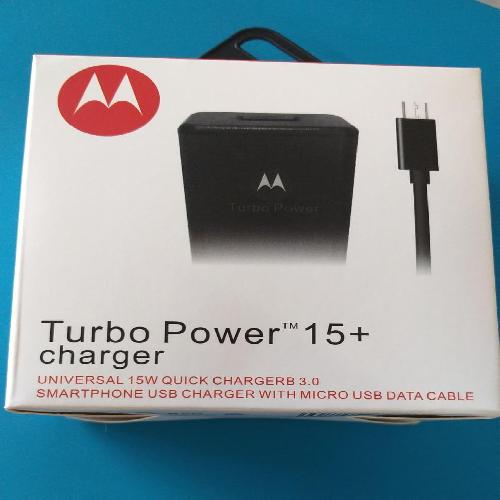 Turbo Power
Turbo Power™ 15+
charger
UNIVERSAL 15W QUICK CHARGERB 3.0
SMARTPHONE USB CHARGER WITH MICRO USB DATA CABLE